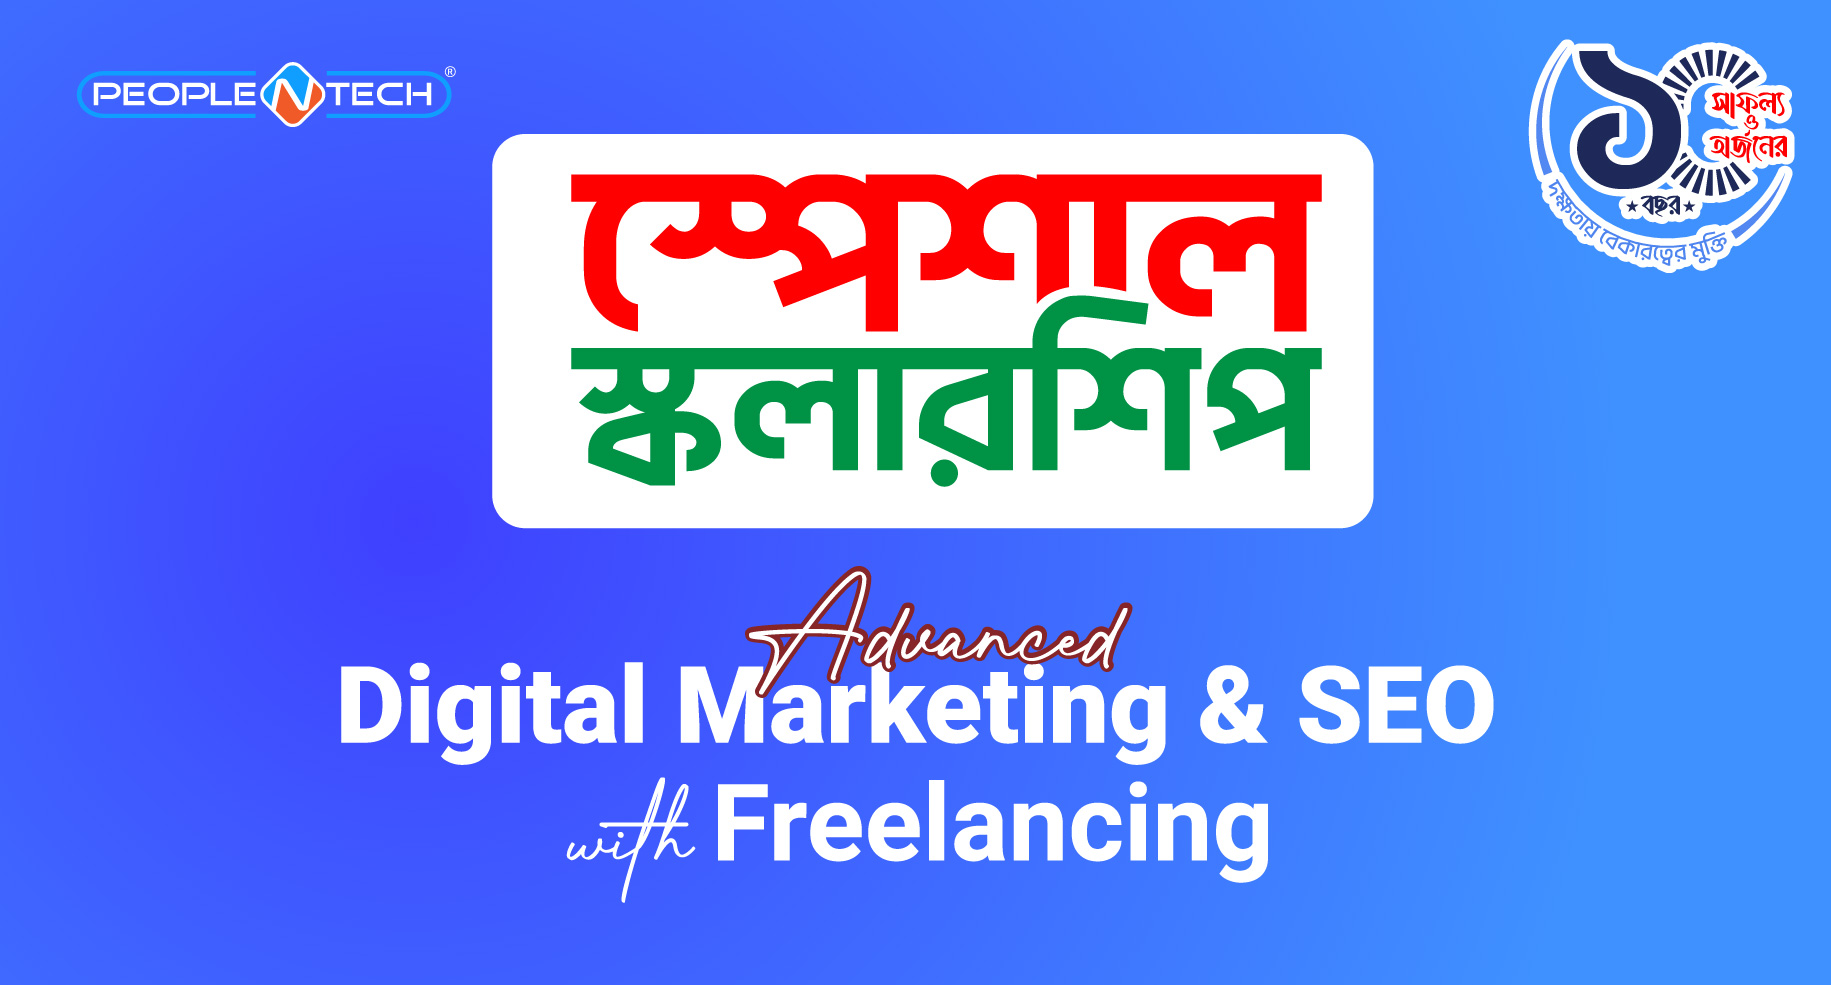 PEOPLE N TECH®
১০
সাফল্য
ও
অর্জনের
বছর
দক্ষতায় বেকারত্বের মুক্তি
স্পেশাল
স্কলারশিপ
Advanced
Digital Marketing & SEO
with Freelancing